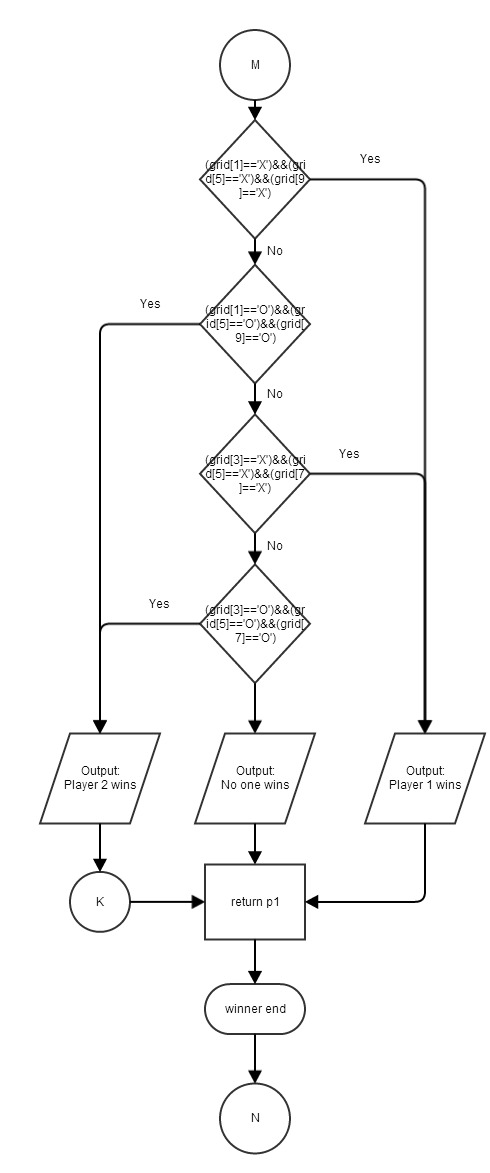 M
(grid[1]=='X')&&(gri
d[5]=='X')&&(grid[9
]=='X')
Yes
No
(grid[1]=='O')&&(gr
id[5]=='O')&&(grid[
9]=='O')
Yes
No
(grid[3]=='X')&&(gri
d[5]=='X')&&(grid[7
]=='X')
Yes
No
(grid[3]=='O')&&(gr
id[5]=='O')&&(grid[
7]=='O')
Yes
Output:
Player 2 wins
Output:
No one wins
Output:
Player 1 wins
K
return p1
winner end
N